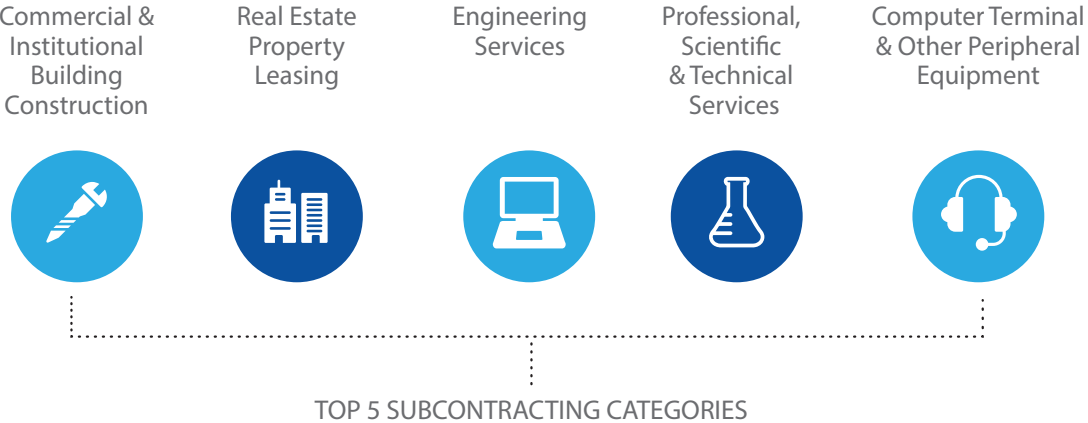 Commercial &
Institutional
Building
Construction
Real Estate
Property
Leasing
Engineering
Services
Professional,
Scientific
& Technical
Services
Computer Terminal
& Other Peripheral
Equipment
TOP 5 SUBCONTRACTING CATEGORIES